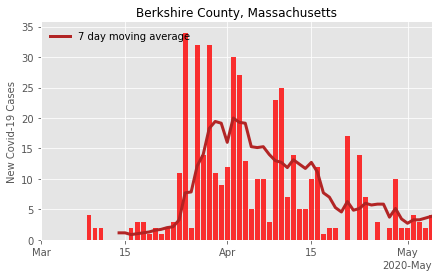 Berkshire County, Massachusetts
7 day moving average
New Covid-19 Cases
35
30
25
20
15
10
5
0
Mar
15
Apr
15
May
2020-May